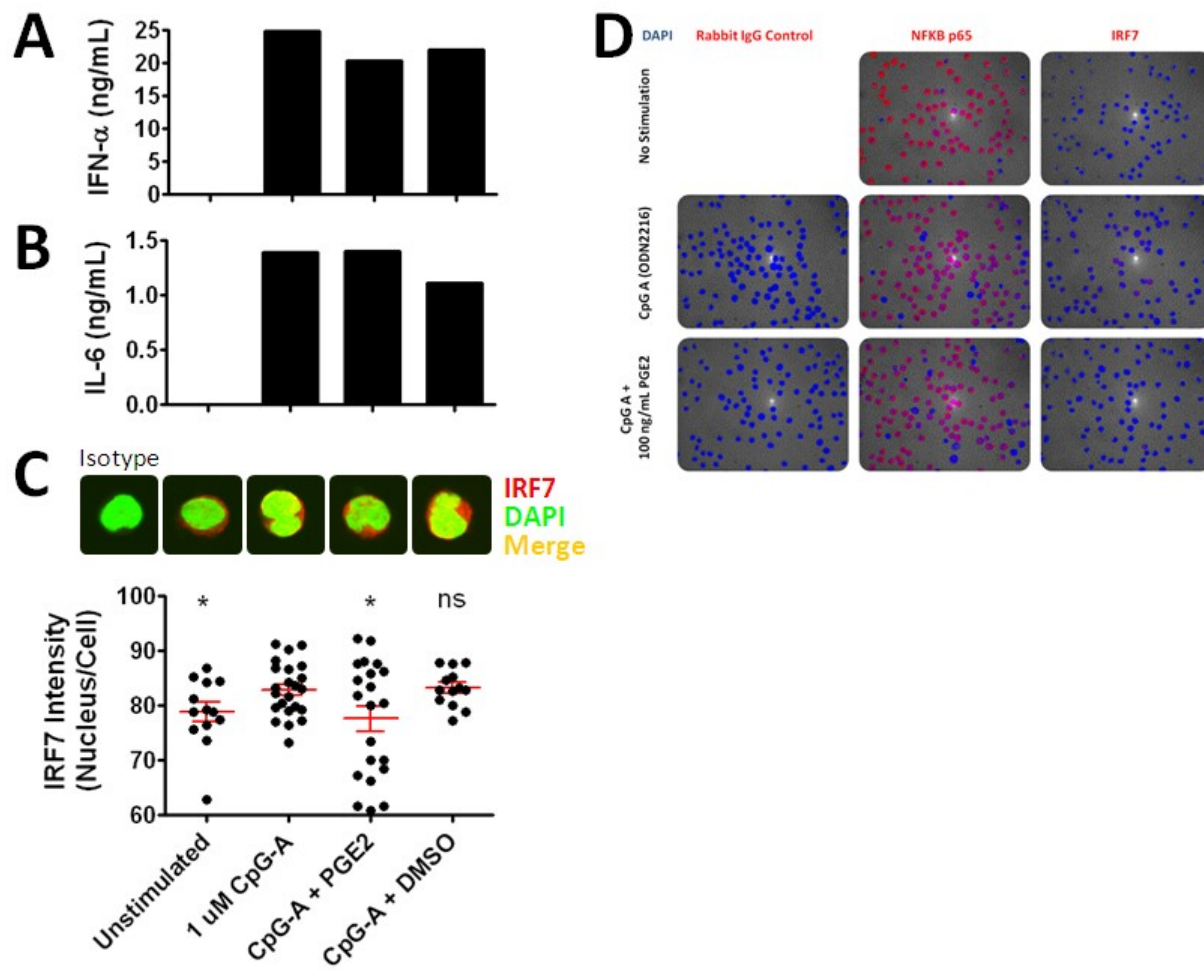 A
IFN-α (ng/mL)
25
20
15
10
5
0
B
IL-6 (ng/mL)
1.5
1.0
0.5
0.0
C
Isotype
IRF7
DAPI
Merge
IRF7 Intensity
(Nucleus/Cell)
100
90
80
70
60
*
*
ns
Unstimulated
1 uM CpG-A
CpG-A + PGE2
CpG-A + DMSO
D
DAPI Rabbit IgG Control NFKB p65 IRF7
No Stimulation
CpG A (ODN2216)
CpG A +
100 ng/mL PGE2